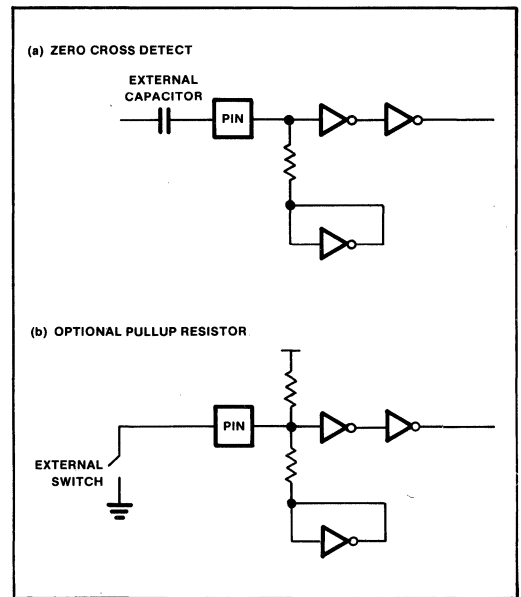 (a) ZERO CROSS DETECT
EXTERNAL
CAPACITOR
PIN
(b) OPTIONAL PULLUP RESISTOR
PIN
EXTERNAL
SWITCH